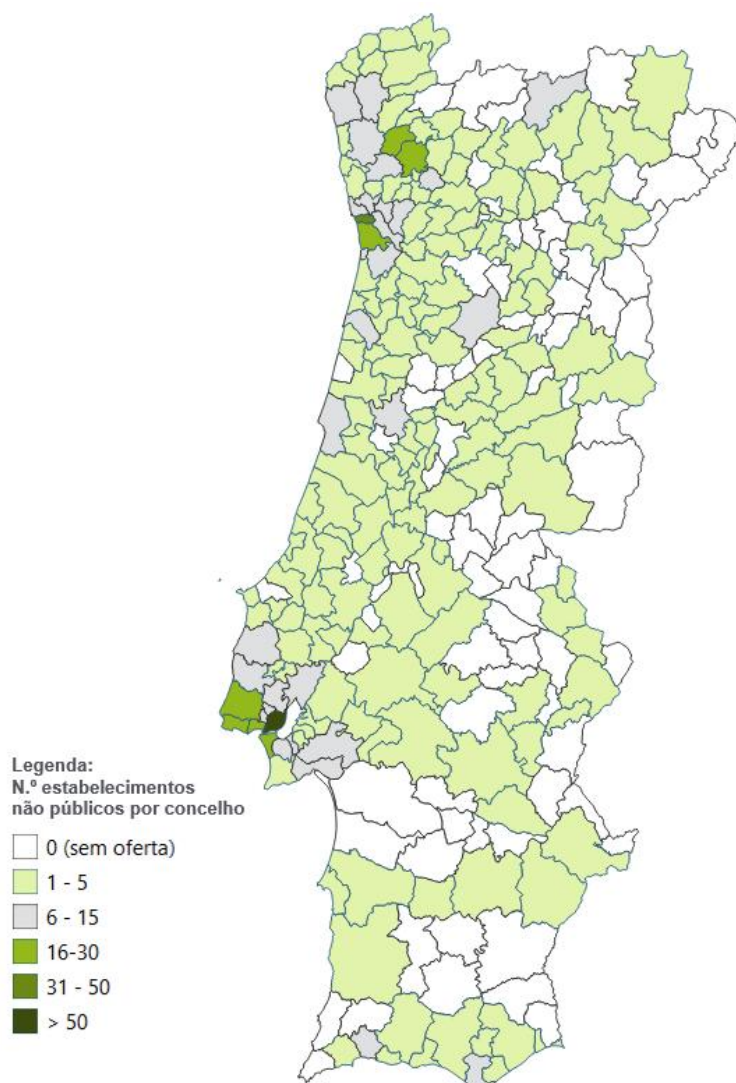 Legenda:
N.º estabelecimentos
não públicos por concelho
0 (sem oferta)
1 - 5
6 - 15
16-30
31 - 50
> 50